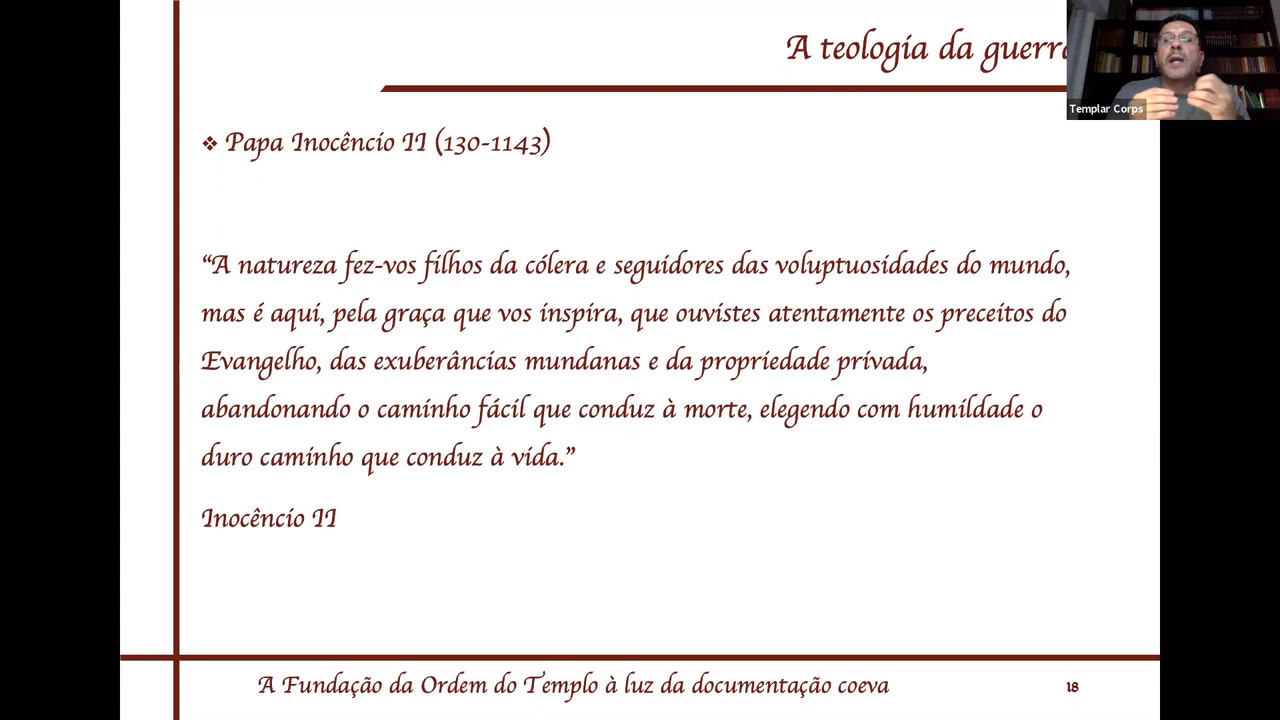 A teologia da guerra
Templar Corps
❖ Papa Inocêncio II (130-1143)
“A natureza fez-vos filhos da cólera e seguidores das voluptuosidades do mundo,
mas é aqui, pela graça que vos inspira, que ouvistes atentamente os preceitos do
Evangelho, das exuberâncias mundanas e da propriedade privada,
abandonando o caminho fácil que conduz à morte, elegendo com humildade o
duro caminho que conduz à vida.”
Inocêncio II
A Fundação da Ordem do Templo à luz da documentação coeva
18